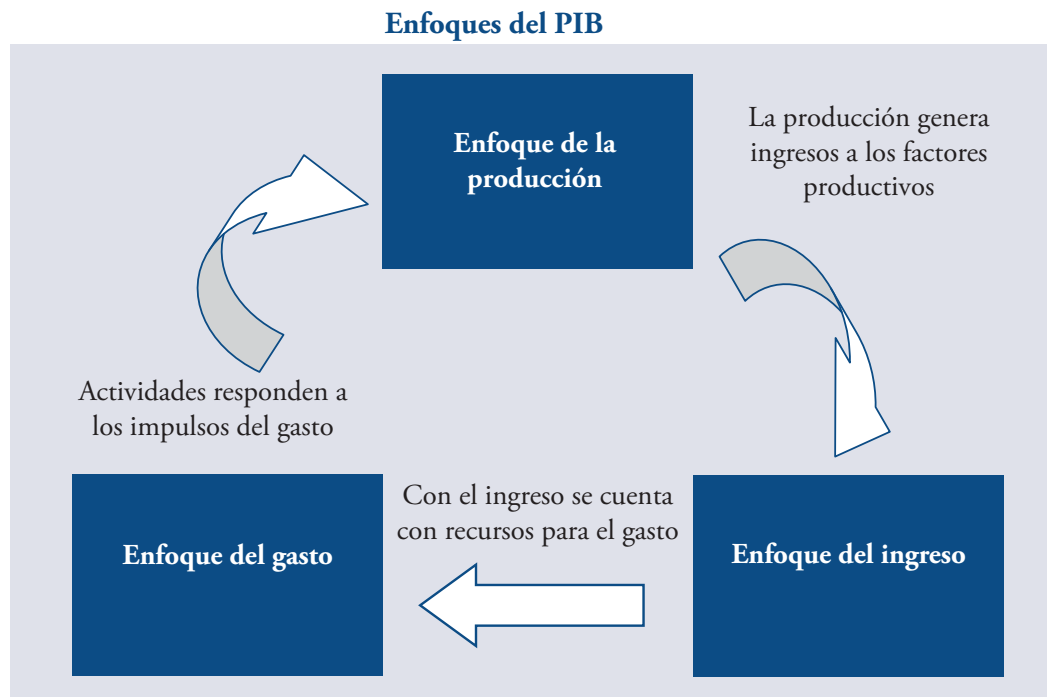 Enfoques del PIB
Enfoque de la
producción
La producción genera
ingresos a los factores
productivos
Actividades responden a
los impulsos del gasto
Enfoque del gasto
Con el ingreso se cuenta
con recursos para el gasto
Enfoque del ingreso